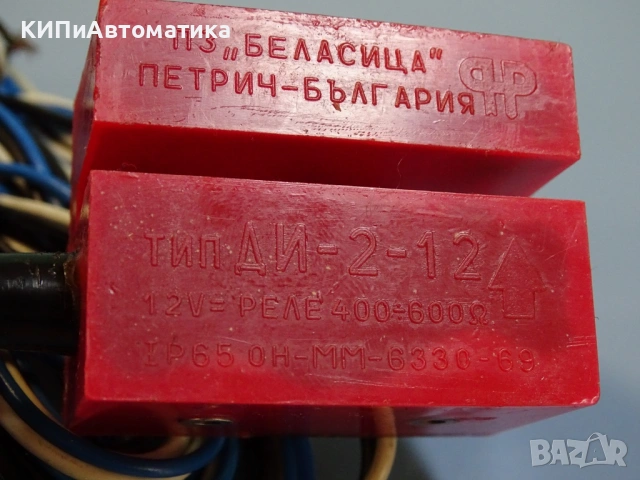 КИПиАвтоматика
ПЗ „БЕЛАСИЦА"
ПЕТРИЧ-БЪЛГАРИЯ
ТИП ДИ-2-12
12V= РЕЛЕ 400÷600Ω
IP65 ОН-ММ-6330-69
BAZAR